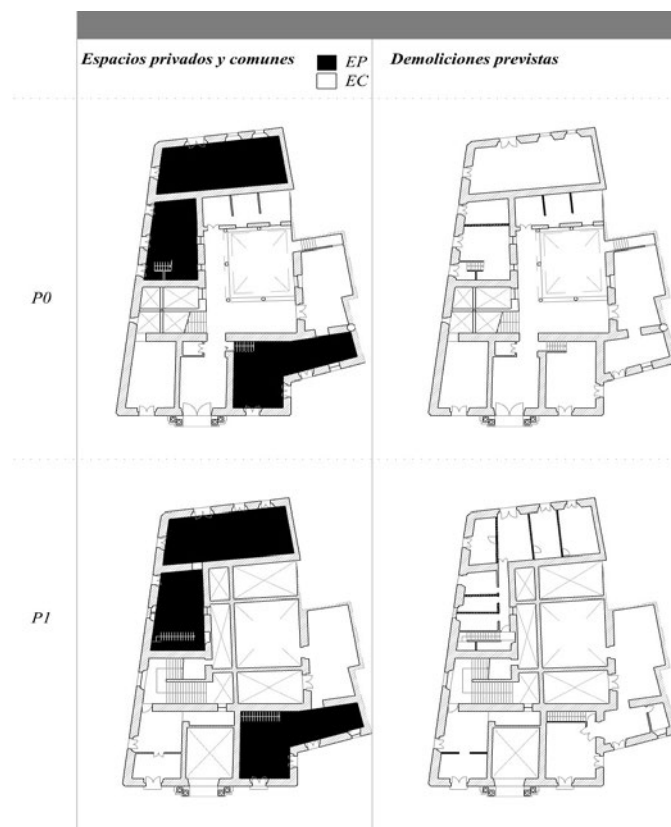 Espacios privados y comunes
EP
EC
Demoliciones previstas
P0
P1